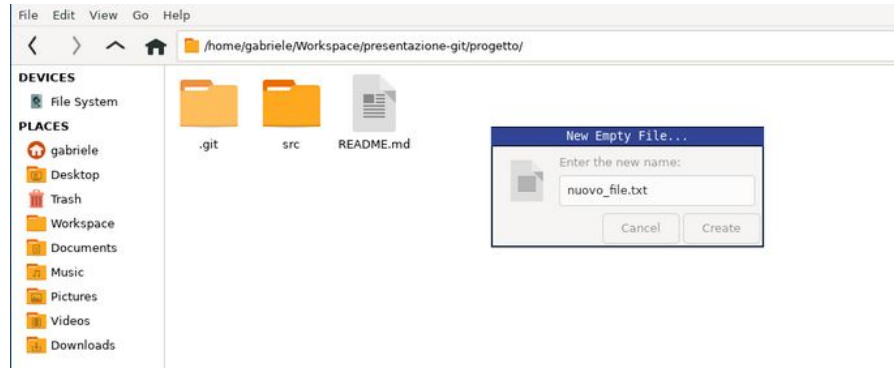 File Edit View Go Help
/home/gabriele/Workspace/presentazione-git/progetto/
DEVICES
File System
PLACES
gabriele
Desktop
Trash
Workspace
Documents
Music
Pictures
Videos
Downloads
.git
src
README.md
New Empty File...
Enter the new name:
nuovo_file.txt
Cancel Create